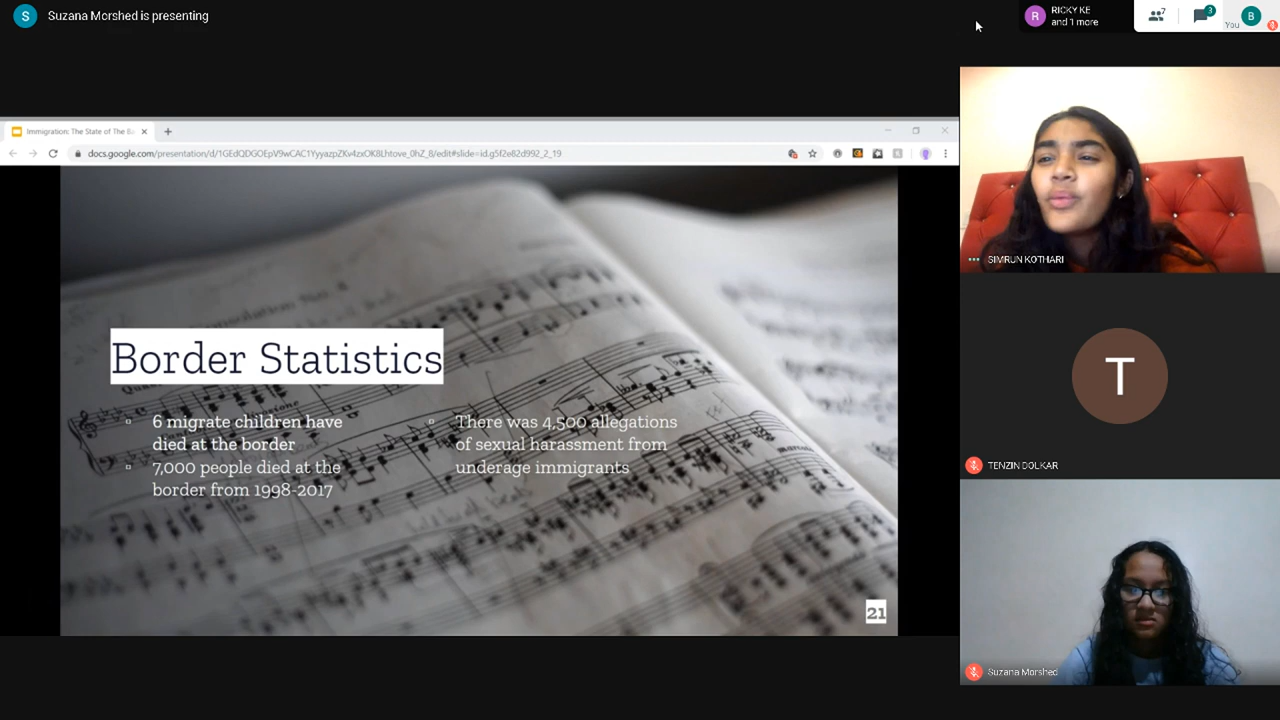 S
Suzana Morshed is presenting
R
RICKY KE
and 1 more
7
3
You
B
Immigration: The State of The B
docs.google.com/presentation/d/1GEdQDGOEpV9wCAC1YyyazpZKv4zxOK8Lhtove_0hZ_8/edit#slide=id.g5f2e82d992_2_19
Border Statistics
6 migrate children have
died at the border
7,000 people died at the
border from 1998-2017
There was 4,500 allegations
of sexual harassment from
underage immigrants
21
SIMRUN KOTHARI
T
TENZIN DOLKAR
Suzana Morshed